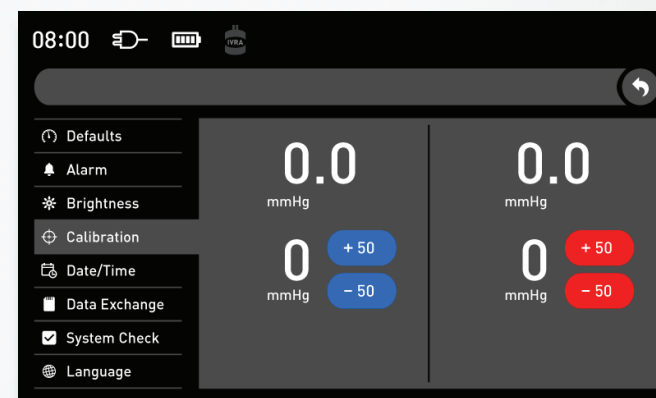 08:00
IVRA
Defaults
Alarm
Brightness
Calibration
Date/Time
Data Exchange
System Check
Language
0.0
mmHg
0
mmHg
+ 50
− 50
0.0
mmHg
0
mmHg
+ 50
− 50